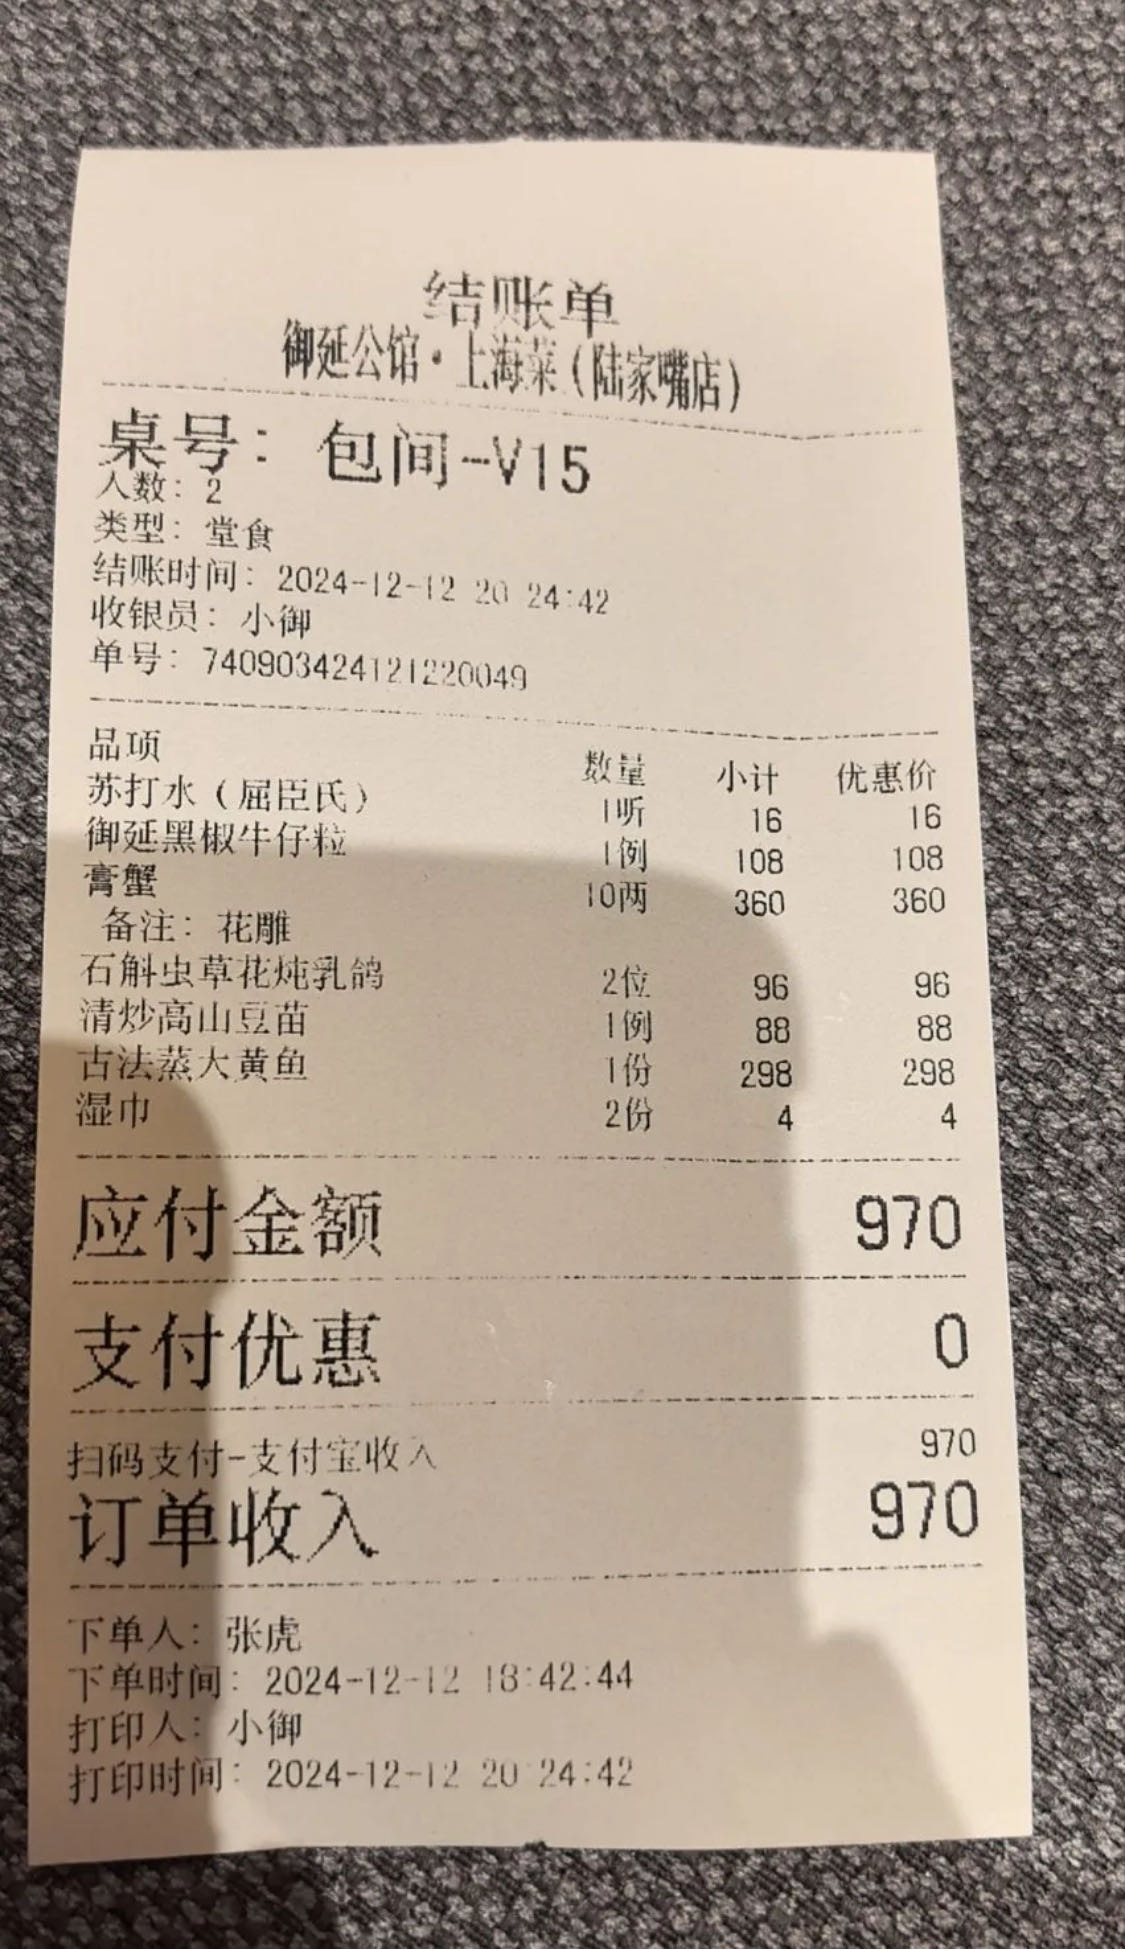 结账单
御延公馆·上海菜(陆家嘴店)
桌号: 包间-V15
人数: 2
类型: 堂食
结账时间: 2024-12-12 20:24:42
收银员: 小御
单号: 740903424121220049
品项 数量 小计 优惠价
苏打水(屈臣氏) 1听 16 16
御延黑椒牛仔粒 1例 108 108
膏蟹 10两 360 360
备注: 花雕
石斛虫草花炖乳鸽 2位 96 96
清炒高山豆苗 1例 88 88
古法蒸大黄鱼 1份 298 298
湿巾 2份 4 4
应付金额 970
支付优惠 0
扫码支付-支付宝收入 970
订单收入 970
下单人: 张虎
下单时间: 2024-12-12 18:42:44
打印人: 小御
打印时间: 2024-12-12 20:24:42